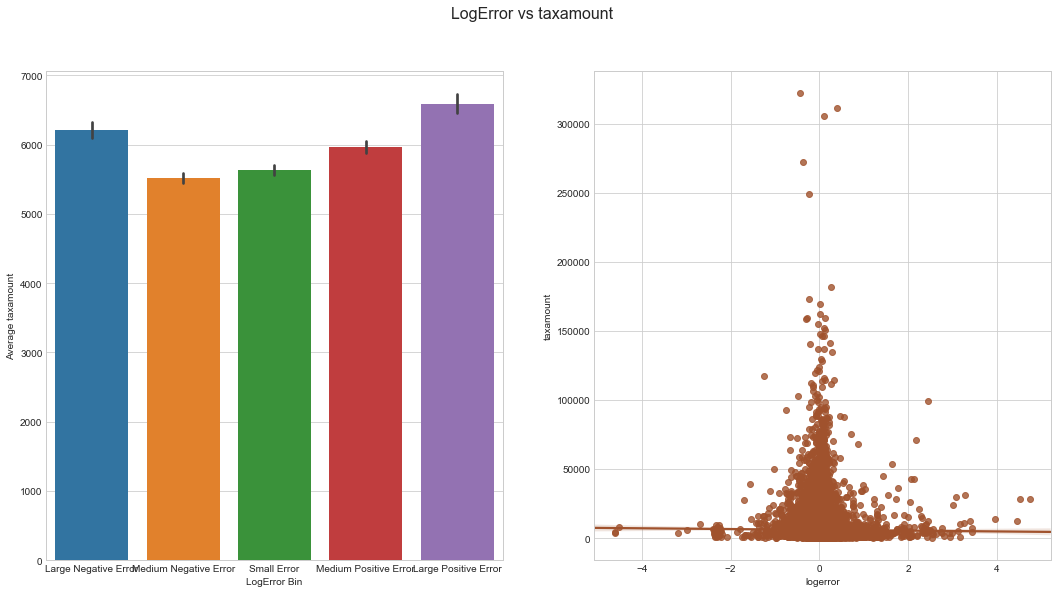 LogError vs taxamount
7000
6000
5000
4000
3000
2000
1000
0
Average taxamount
Large Negative Error
Medium Negative Error
Small Error
Medium Positive Error
Large Positive Error
LogError Bin
300000
250000
200000
150000
100000
50000
0
taxamount
−4
−2
0
2
4
logerror